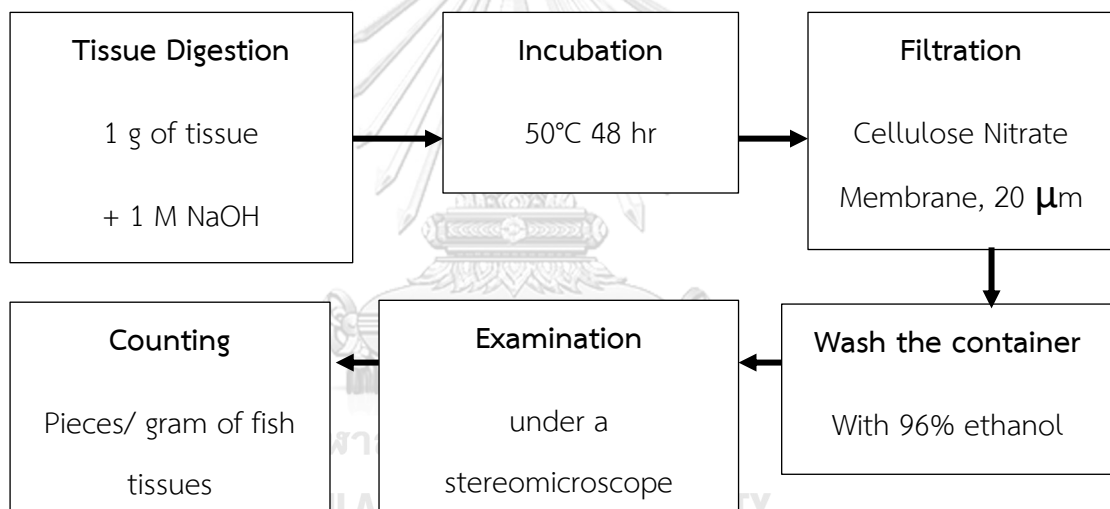 Tissue Digestion
1 g of tissue
+ 1 M NaOH
Incubation
50°C 48 hr
Filtration
Cellulose Nitrate
Membrane, 20 µm
Wash the container
With 96% ethanol
Examination
under a
stereomicroscope
Counting
Pieces/ gram of fish
tissues